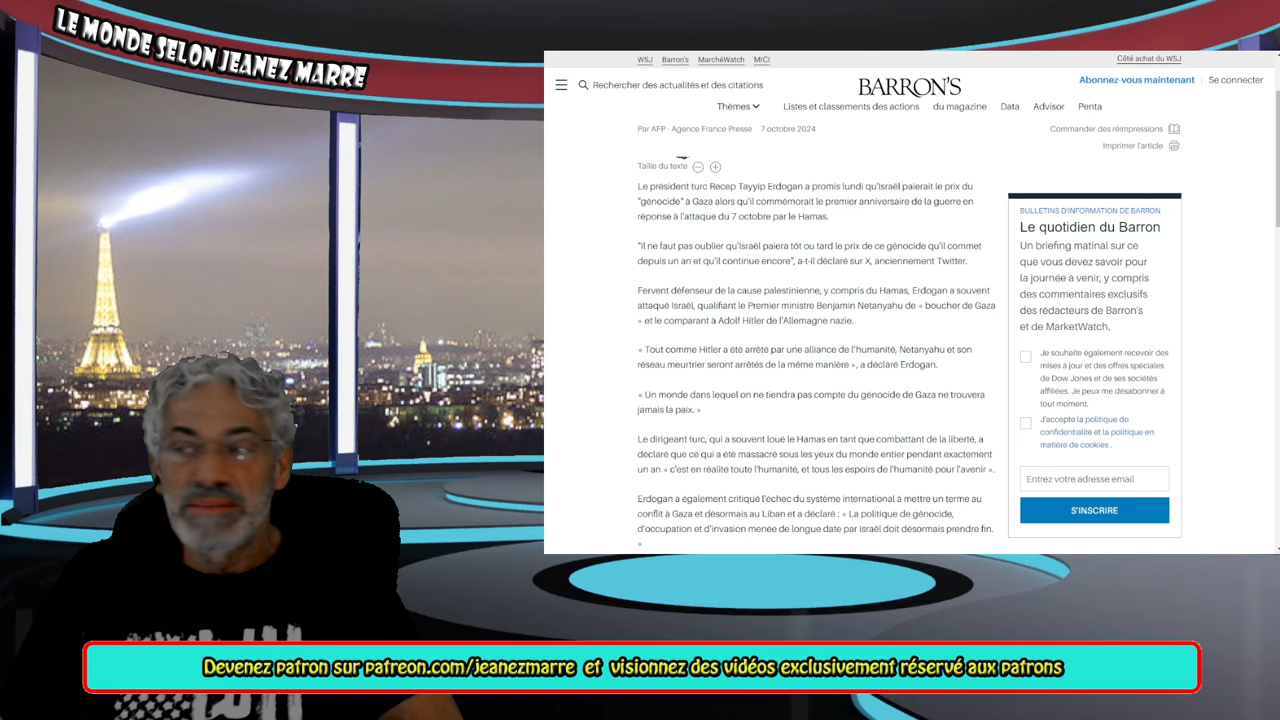 LE MONDE SELON JEANEZ MARRE
WSJ Barron's MarchéWatch MICI
Côté achat du WSJ
Rechercher des actualités et des citations
BARRON'S
Abonnez-vous maintenant Se connecter
Thèmes Listes et classements des actions du magazine Data Advisor Penta
Par AFP - Agence France Presse 7 octobre 2024
Commander des réimpressions
Imprimer l'article
Taille du texte
Le président turc Recep Tayyip Erdogan a promis lundi qu'Israël paierait le prix du
"génocide" à Gaza alors qu'il commémorait le premier anniversaire de la guerre en
réponse à l'attaque du 7 octobre par le Hamas.
"Il ne faut pas oublier qu'Israël paiera tôt ou tard le prix de ce génocide qu'il commet
depuis un an et qu'il continue encore", a-t-il déclaré sur X, anciennement Twitter.
Fervent défenseur de la cause palestinienne, y compris du Hamas, Erdogan a souvent
attaqué Israël, qualifiant le Premier ministre Benjamin Netanyahu de « boucher de Gaza
» et le comparant à Adolf Hitler de l'Allemagne nazie.
« Tout comme Hitler a été arrêté par une alliance de l'humanité, Netanyahu et son
réseau meurtrier seront arrêtés de la même manière », a déclaré Erdogan.
« Un monde dans lequel on ne tiendra pas compte du génocide de Gaza ne trouvera
jamais la paix. »
Le dirigeant turc, qui a souvent loué le Hamas en tant que combattant de la liberté, a
déclaré que ce qui a été massacré sous les yeux du monde entier pendant exactement
un an « c'est en réalité toute l'humanité, et tous les espoirs de l'humanité pour l'avenir ».
Erdogan a également critiqué l'échec du système international à mettre un terme au
conflit à Gaza et désormais au Liban et a déclaré : « La politique de génocide,
d'occupation et d'invasion menée de longue date par Israël doit désormais prendre fin.
»
BULLETINS D'INFORMATION DE BARRON
Le quotidien du Barron
Un briefing matinal sur ce
que vous devez savoir pour
la journée à venir, y compris
des commentaires exclusifs
des rédacteurs de Barron's
et de MarketWatch.
Je souhaite également recevoir des
mises à jour et des offres spéciales
de Dow Jones et de ses sociétés
affiliées. Je peux me désabonner à
tout moment.
J'accepte la politique de
confidentialité et la politique en
matière de cookies .
Entrez votre adresse email
S'INSCRIRE
Devenez patron sur patreon.com/jeanezmarre et visionnez des vidéos exclusivement réservé aux patrons